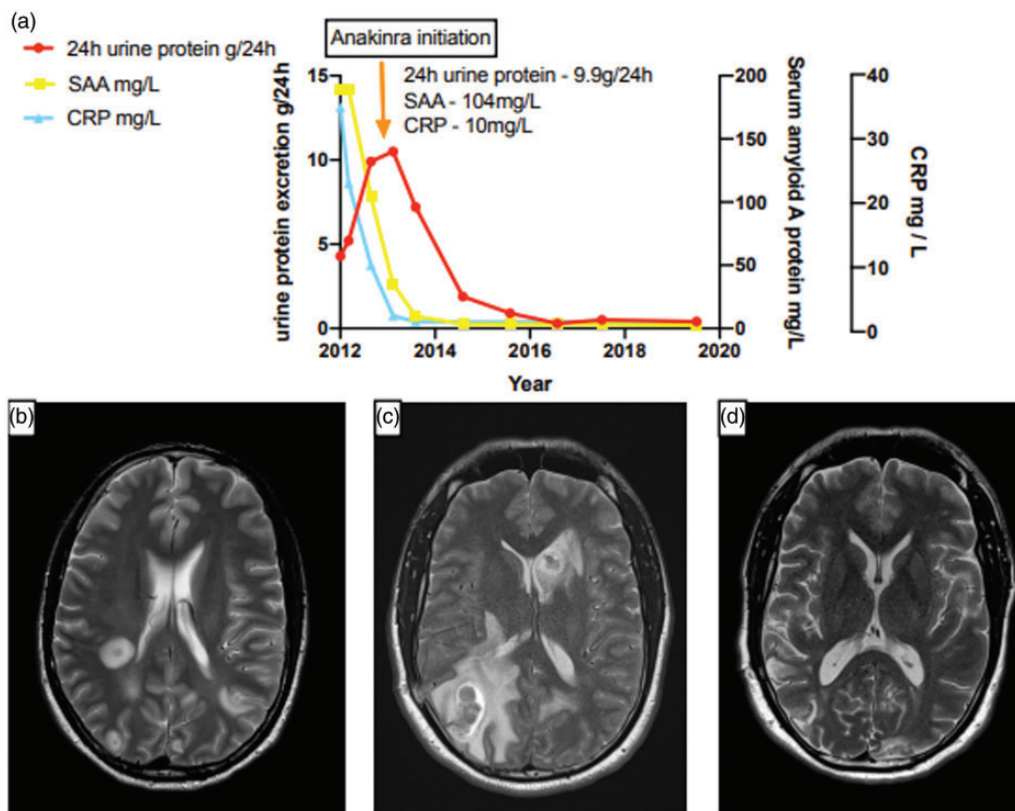 (a)
24h urine protein g/24h
SAA mg/L
CRP mg/L
Anakinra initiation
24h urine protein - 9.9g/24h
SAA - 104mg/L
CRP - 10mg/L
urine protein excretion g/24h
15
10
5
0
200
150
100
50
0
Serum amyloid A protein mg/L
40
30
20
10
0
CRP mg / L
2012 2014 2016 2018 2020
Year
(b)
(c)
(d)